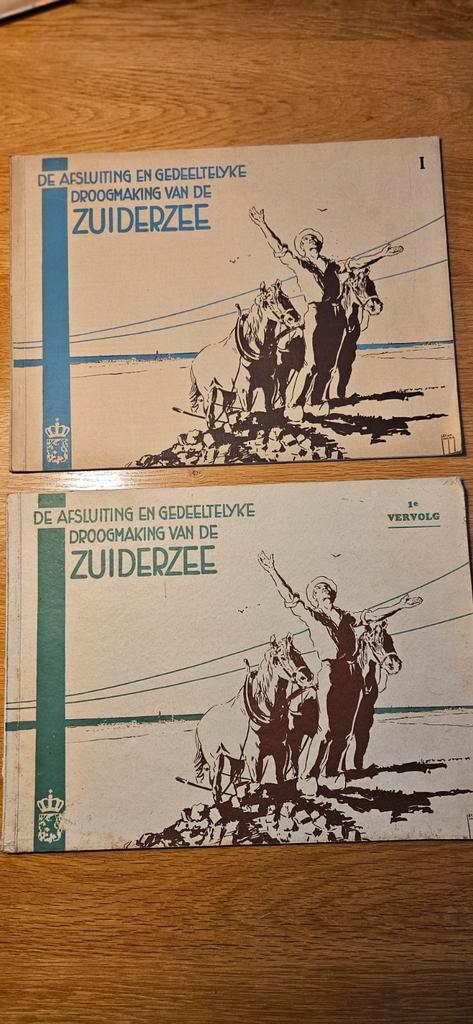 I
DE AFSLUITING EN GEDEELTELYKE
DROOGMAKING VAN DE
ZUIDERZEE
1e
VERVOLG
DE AFSLUITING EN GEDEELTELYKE
DROOGMAKING VAN DE
ZUIDERZEE